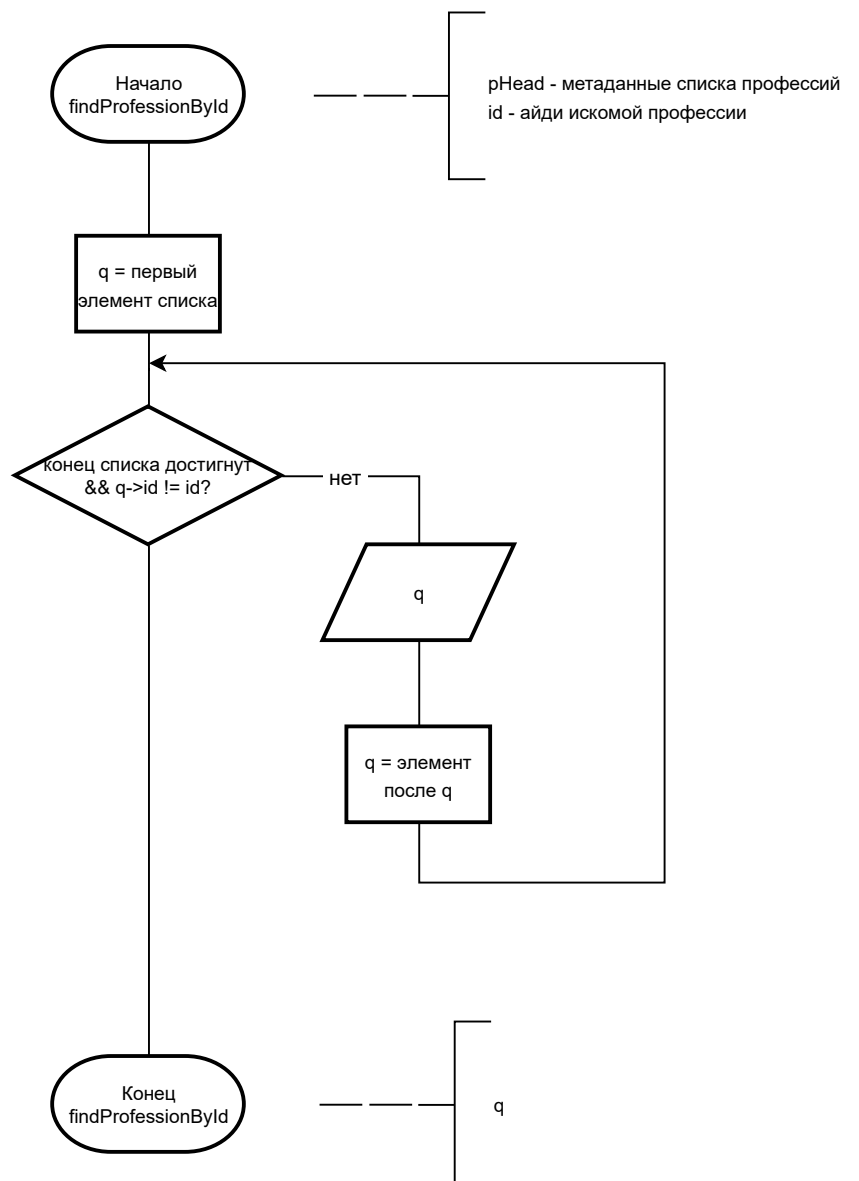 Начало
findProfessionById
pHead - метаданные списка профессий
id - айди искомой профессии
q = первый
элемент списка
конец списка достигнут
&& q->id != id?
нет
q
q = элемент
после q
Конец
findProfessionById
q